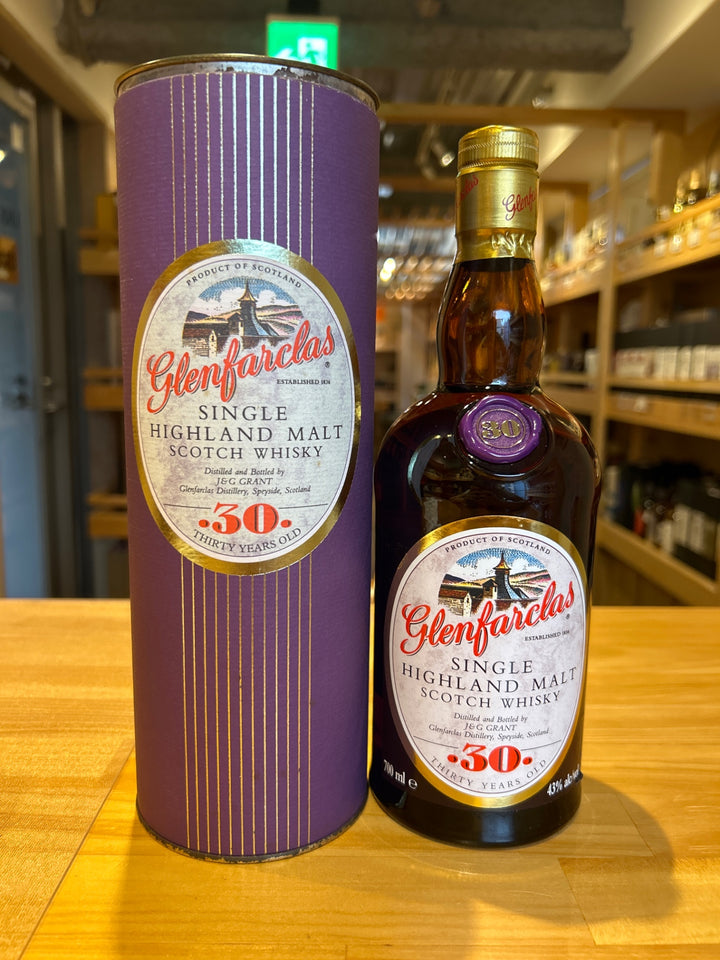 PRODUCT OF SCOTLAND
Glenfarclas
®
ESTABLISHED 1836
SINGLE
HIGHLAND MALT
SCOTCH WHISKY
Distilled and Bottled by
J&G GRANT
Glenfarclas Distillery, Speyside, Scotland
·30·
THIRTY YEARS OLD
30
PRODUCT OF SCOTLAND
Glenfarclas
®
ESTABLISHED 1836
SINGLE
HIGHLAND MALT
SCOTCH WHISKY
Distilled and Bottled by
J&G GRANT
Glenfarclas Distillery, Speyside, Scotland
·30·
THIRTY YEARS OLD
700 ml e
43% alc/vol